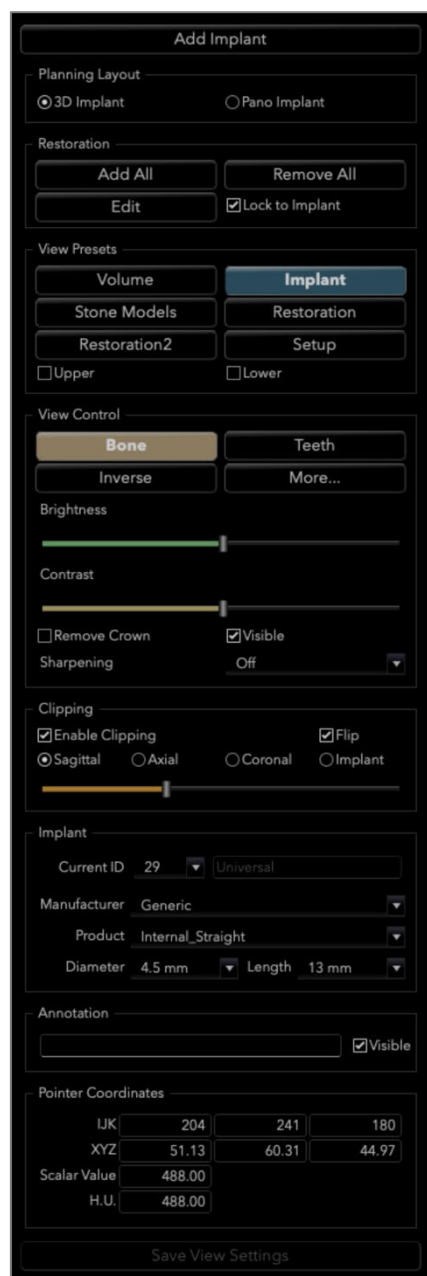 Add Implant
Planning Layout
3D Implant Pano Implant
Restoration
Add All Remove All
Edit Lock to Implant
View Presets
Volume Implant
Stone Models Restoration
Restoration2 Setup
Upper Lower
View Control
Bone Teeth
Inverse More...
Brightness
Contrast
Remove Crown Visible
Sharpening Off
Clipping
Enable Clipping Flip
Sagittal Axial Coronal Implant
Implant
Current ID 29 Universal
Manufacturer Generic
Product Internal_Straight
Diameter 4.5 mm Length 13 mm
Annotation
Visible
Pointer Coordinates
IJK 204 241 180
XYZ 51.13 60.31 44.97
Scalar Value 488.00
H.U. 488.00
Save View Settings